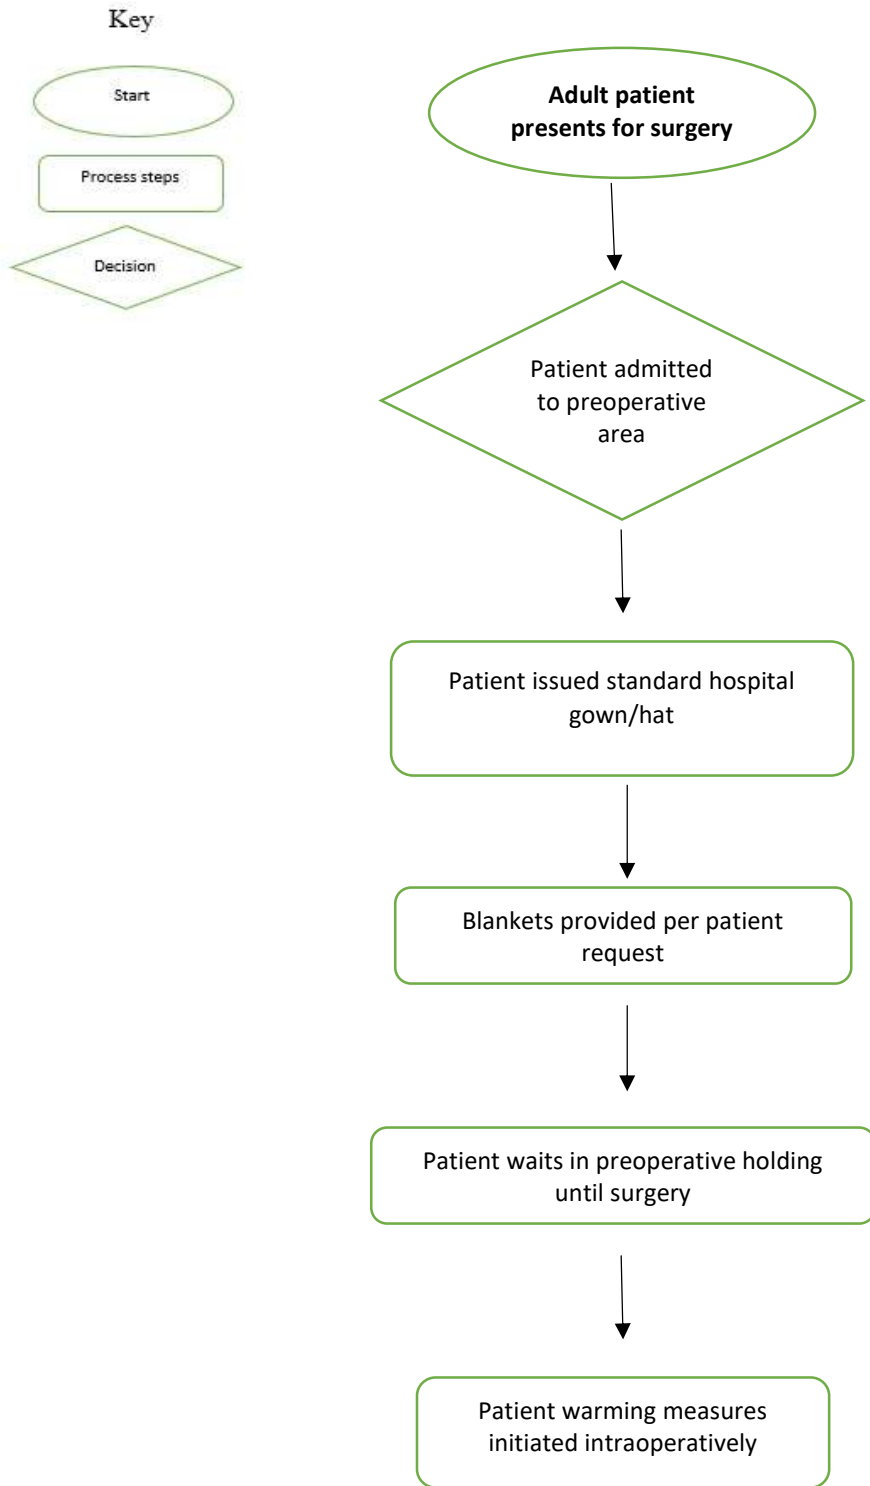 Key
Start
Process steps
Decision
Adult patient
presents for surgery
Patient admitted
to preoperative
area
Patient issued standard hospital
gown/hat
Blankets provided per patient
request
Patient waits in preoperative holding
until surgery
Patient warming measures
initiated intraoperatively